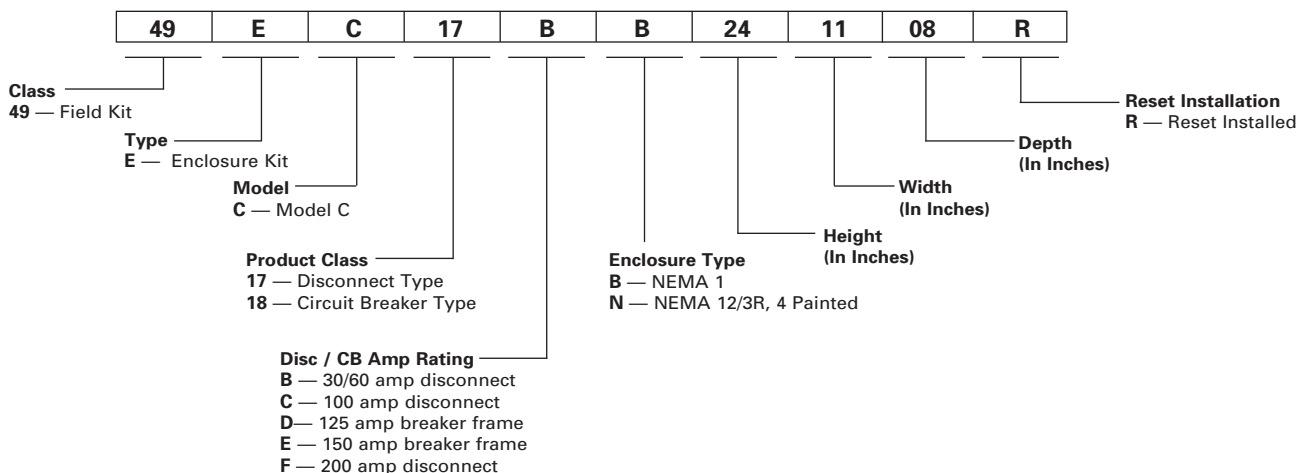 49 E C 17 B B 24 11 08 R
Class
49 — Field Kit
Type
E — Enclosure Kit
Model
C — Model C
Product Class
17 — Disconnect Type
18 — Circuit Breaker Type
Disc / CB Amp Rating
B — 30/60 amp disconnect
C — 100 amp disconnect
D— 125 amp breaker frame
E — 150 amp breaker frame
F — 200 amp disconnect
Enclosure Type
B — NEMA 1
N — NEMA 12/3R, 4 Painted
Height
(In Inches)
Width
(In Inches)
Depth
(In Inches)
Reset Installation
R — Reset Installed